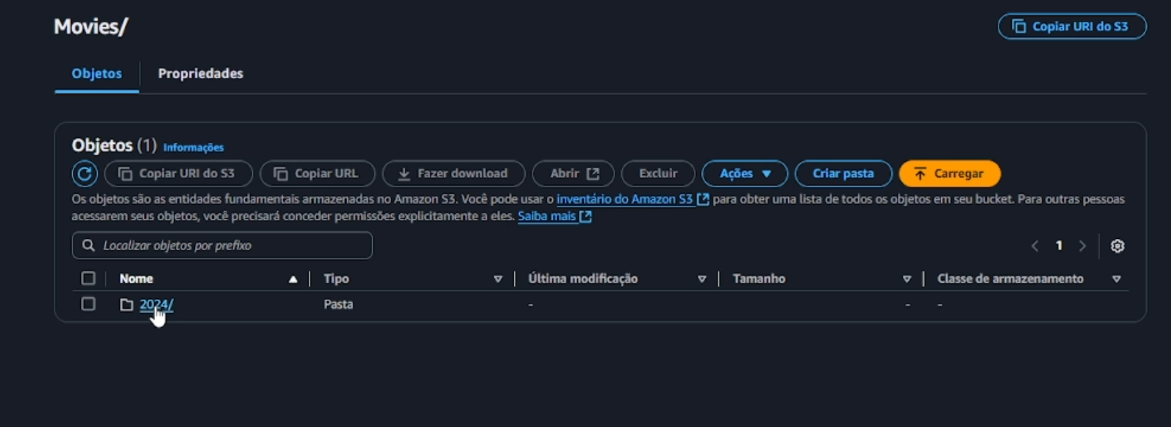 Movies/
Copiar URI do S3
Objetos
Propriedades
Objetos (1) Informações
Copiar URI do S3
Copiar URL
Fazer download
Abrir
Excluir
Ações
Criar pasta
Carregar
Os objetos são as entidades fundamentais armazenadas no Amazon S3. Você pode usar o inventário do Amazon S3 para obter uma lista de todos os objetos em seu bucket. Para outras pessoas
acessarem seus objetos, você precisará conceder permissões explicitamente a eles. Saiba mais
Localizar objetos por prefixo
1
Nome
Tipo
Última modificação
Tamanho
Classe de armazenamento
2024/
Pasta
-
-
-